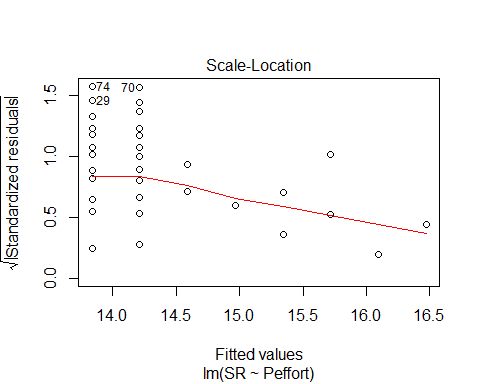 Scale-Location
√|Standardized residuals|
1.5
1.0
0.5
0.0
74
70
29
14.0 14.5 15.0 15.5 16.0 16.5
Fitted values
lm(SR ~ Peffort)